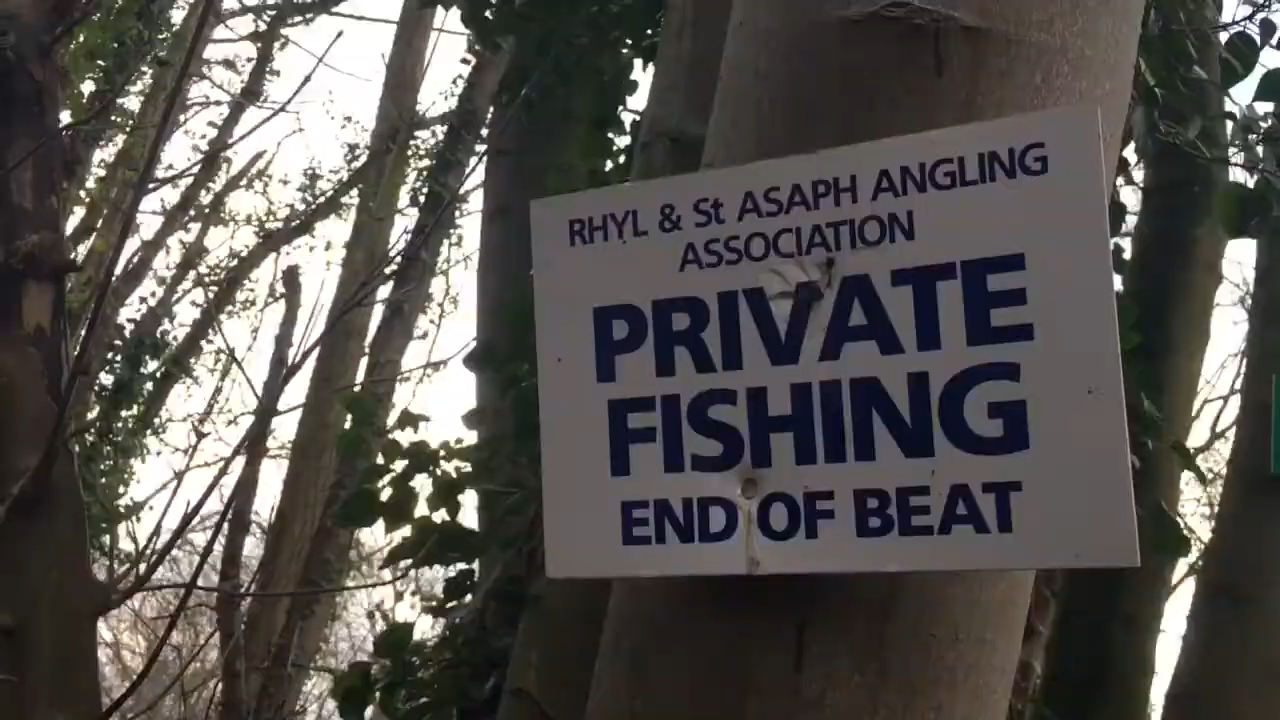 RHYL & St ASAPH ANGLING
ASSOCIATION
PRIVATE
FISHING
END OF BEAT